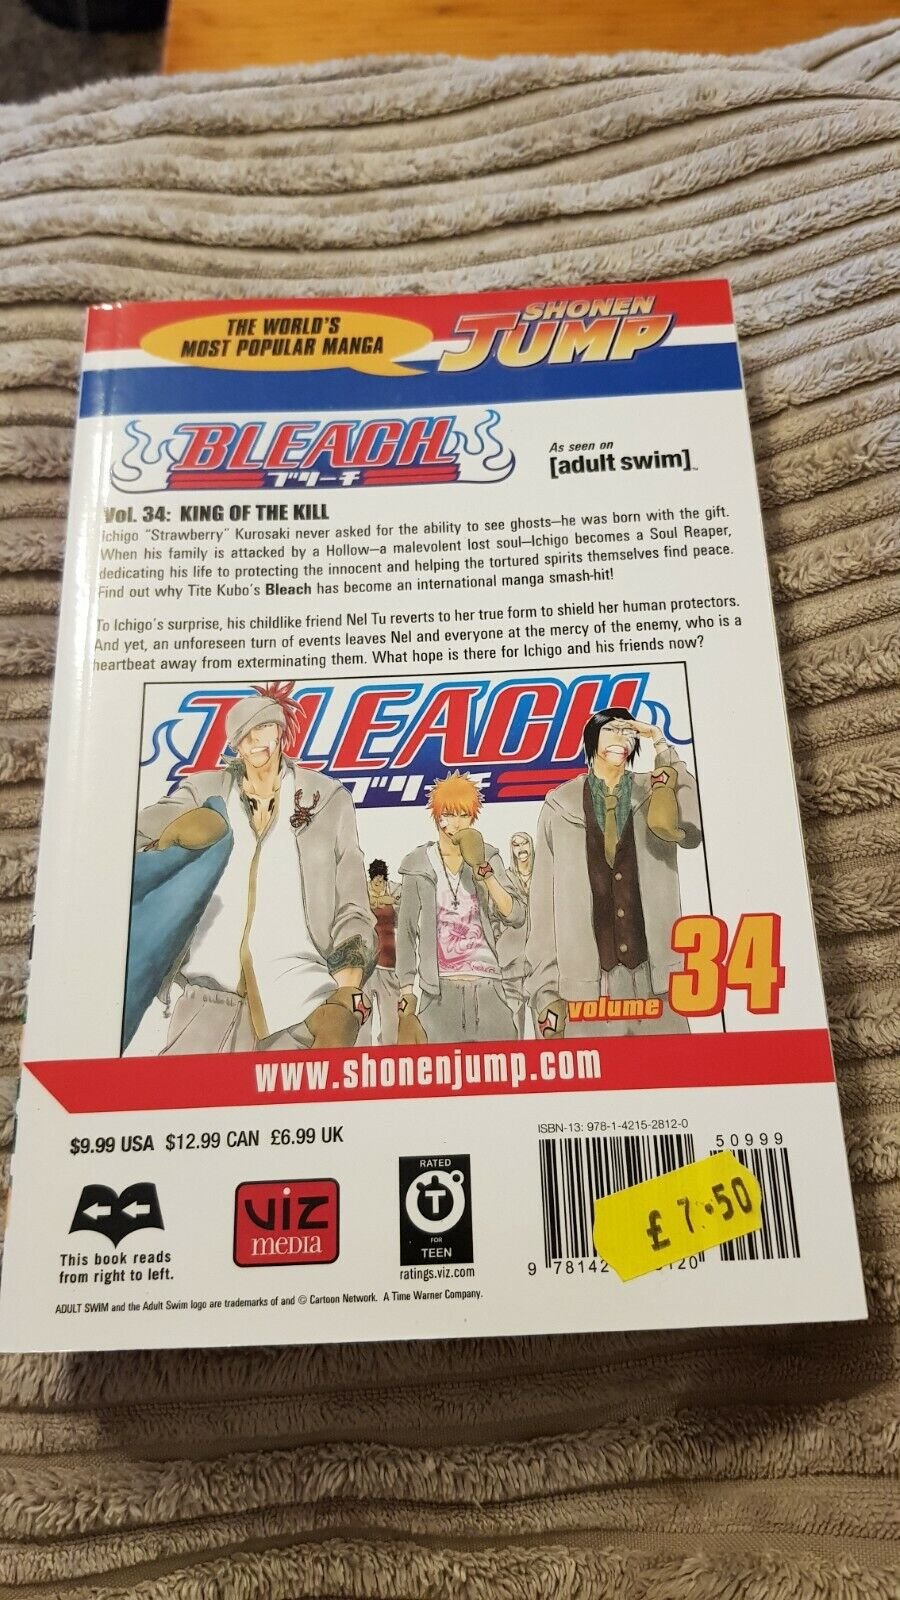 THE WORLD'S
MOST POPULAR MANGA
SHONEN
JUMP
BLEACH
ブリーチ
As seen on
[adult swim]™
Vol. 34: KING OF THE KILL
Ichigo "Strawberry" Kurosaki never asked for the ability to see ghosts—he was born with the gift.
When his family is attacked by a Hollow—a malevolent lost soul—Ichigo becomes a Soul Reaper,
dedicating his life to protecting the innocent and helping the tortured spirits themselves find peace.
Find out why Tite Kubo's Bleach has become an international manga smash-hit!
To Ichigo's surprise, his childlike friend Nel Tu reverts to her true form to shield her human protectors.
And yet, an unforeseen turn of events leaves Nel and everyone at the mercy of the enemy, who is a
heartbeat away from exterminating them. What hope is there for Ichigo and his friends now?
BLEACH
ブリーチ
volume 34
www.shonenjump.com
$9.99 USA $12.99 CAN £6.99 UK
ISBN-13: 978-1-4215-2812-0
50999
£7.50
9 78142 8120
This book reads
from right to left.
VIZ
media
RATED
T
FOR
TEEN
ratings.viz.com
ADULT SWIM and the Adult Swim logo are trademarks of and © Cartoon Network. A Time Warner Company.